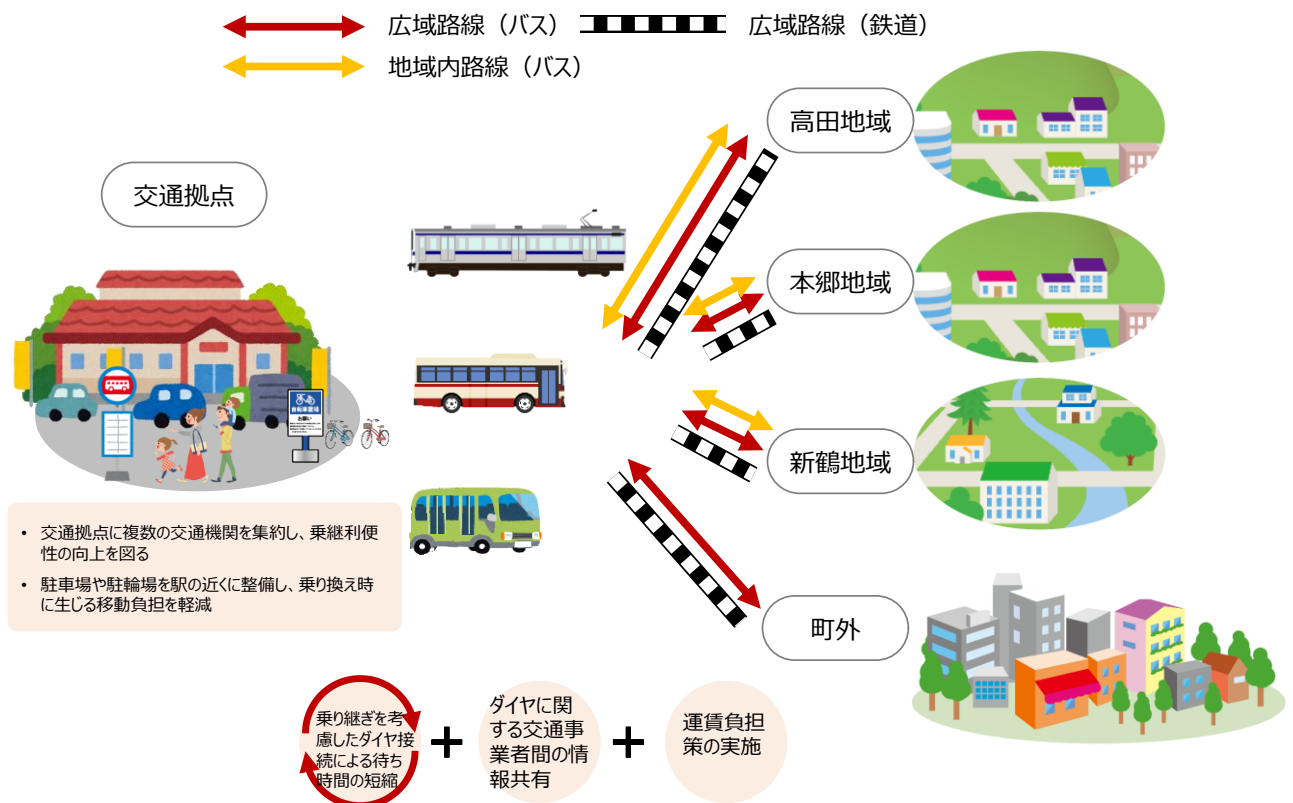 広域路線（バス）
広域路線（鉄道）
地域内路線（バス）
交通拠点
高田地域
本郷地域
新鶴地域
町外
自転車置場
お願い
• 交通拠点に複数の交通機関を集約し、乗継利便
性の向上を図る
• 駐車場や駐輪場を駅の近くに整備し、乗り換え時
に生じる移動負担を軽減
乗り継ぎを考
慮したダイヤ接
続による待ち
時間の短縮
+
ダイヤに関
する交通事
業者間の情
報共有
+
運賃負担
策の実施